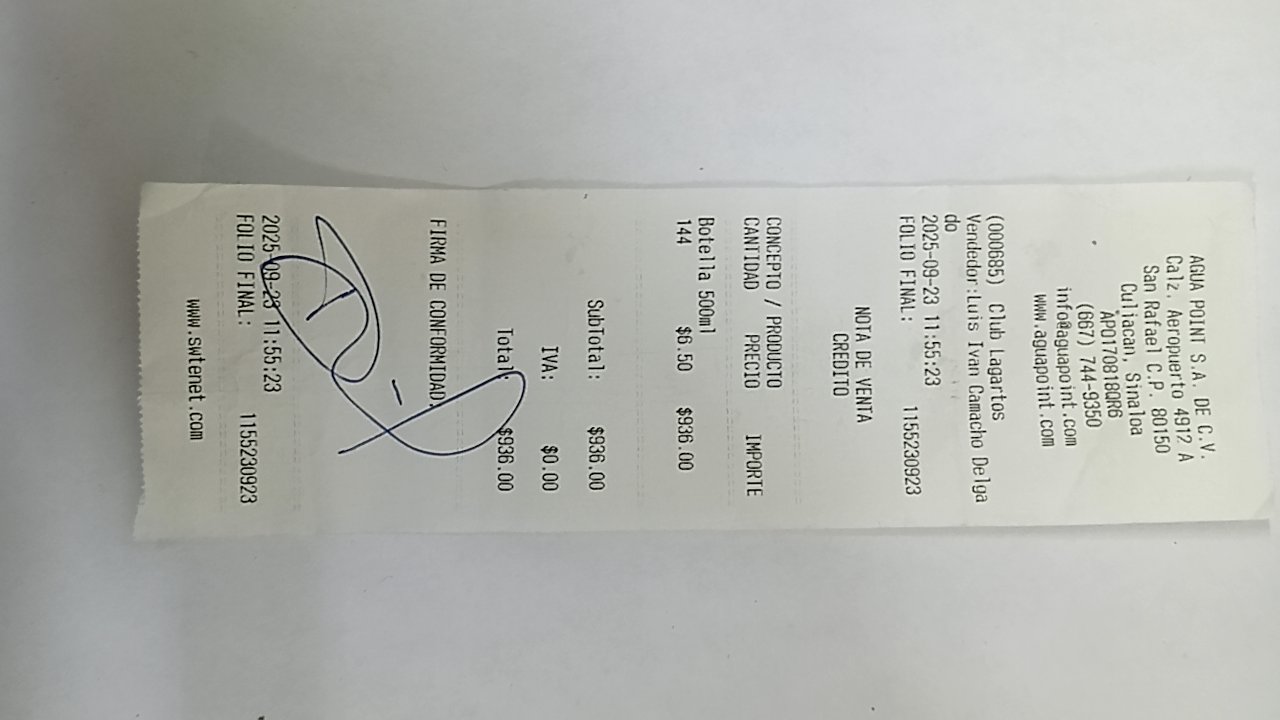 AGUA POINT S.A. DE C.V.
Calz. Aeropuerto 4912 A
San Rafael C.P. 80150
Culiacan, Sinaloa
APO170818QR6
(667) 744-9350
info@aguapoint.com
www.aguapoint.com
(000685) Club Lagartos
Vendedor:Luis Ivan Camacho Delga
do
2025-09-23 11:55:23
FOLIO FINAL: 1155230923
NOTA DE VENTA
CREDITO
CONCEPTO / PRODUCTO
CANTIDAD PRECIO IMPORTE
Botella 500ml
144 $6.50 $936.00
SubTotal: $936.00
IVA: $0.00
Total: $936.00
FIRMA DE CONFORMIDAD.
2025-09-23 11:55:23
FOLIO FINAL: 1155230923
www.swtenet.com